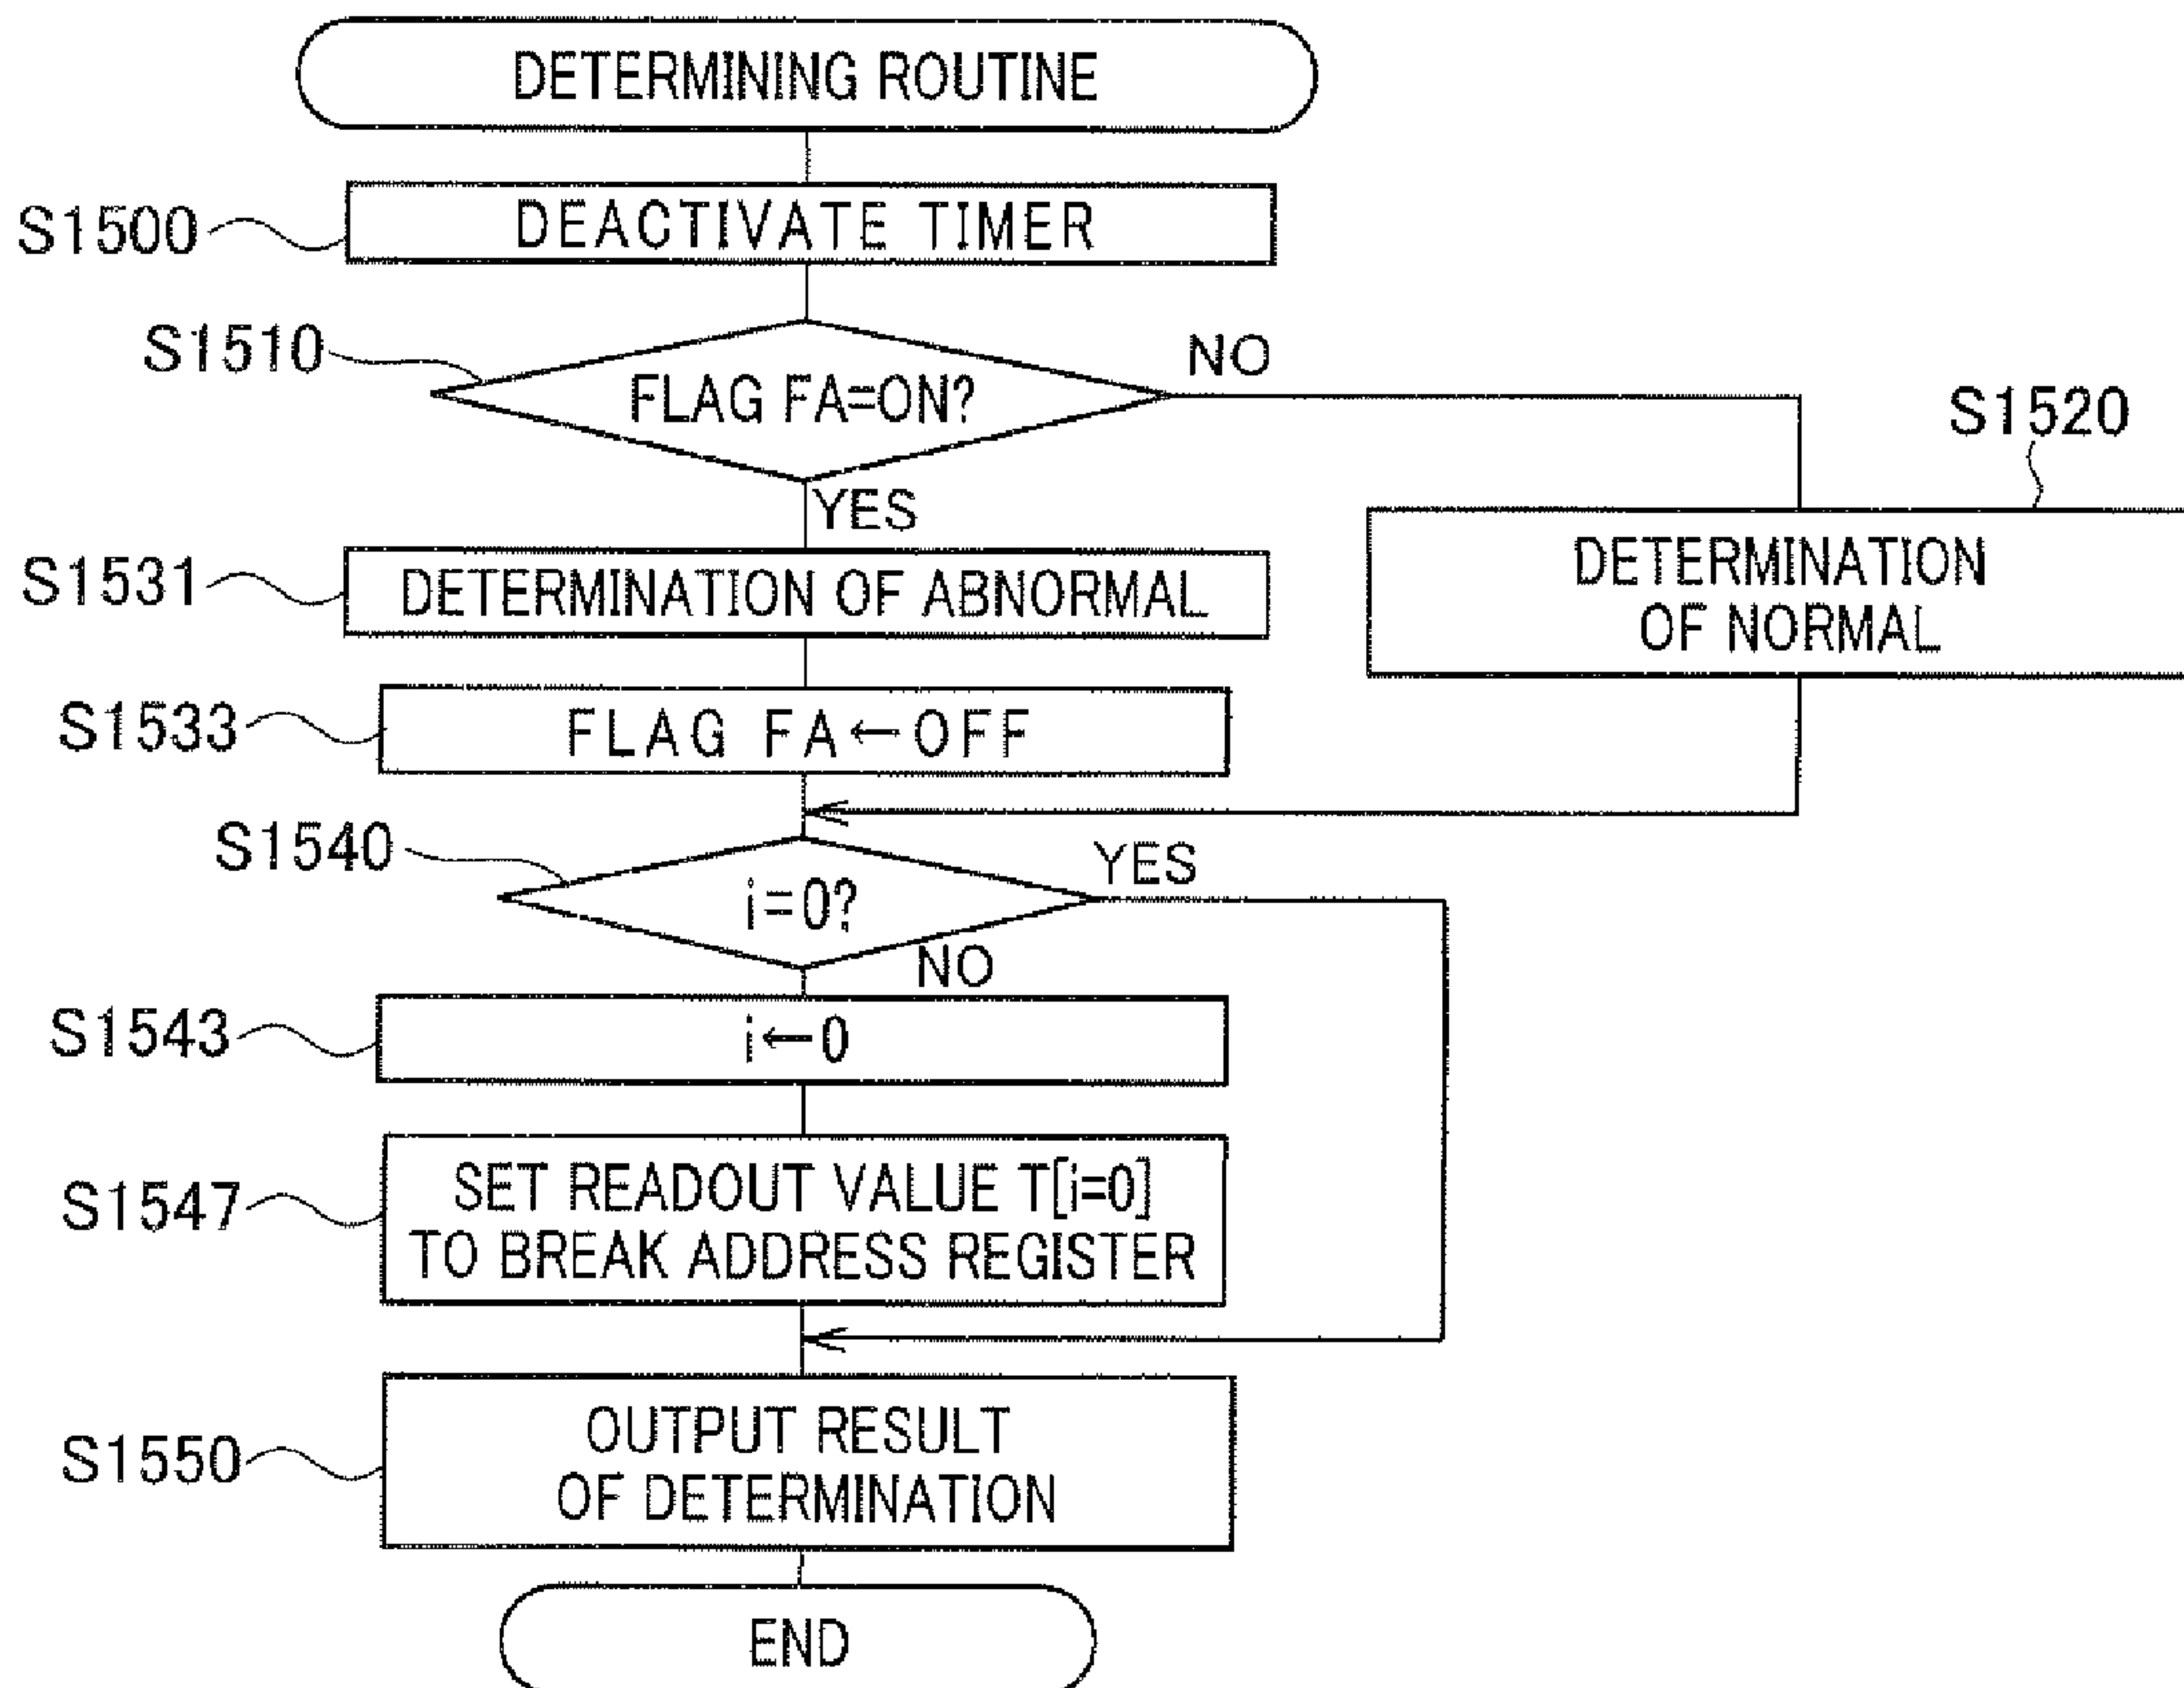 DETERMINING ROUTINE
S1500
DEACTIVATE TIMER
S1510
FLAG FA=ON?
NO
S1520
YES
DETERMINATION
OF NORMAL
S1531
DETERMINATION OF ABNORMAL
S1533
FLAG FA←OFF
S1540
i=0?
YES
NO
S1543
i←0
S1547
SET READOUT VALUE T[i=0]
TO BREAK ADDRESS REGISTER
S1550
OUTPUT RESULT
OF DETERMINATION
END